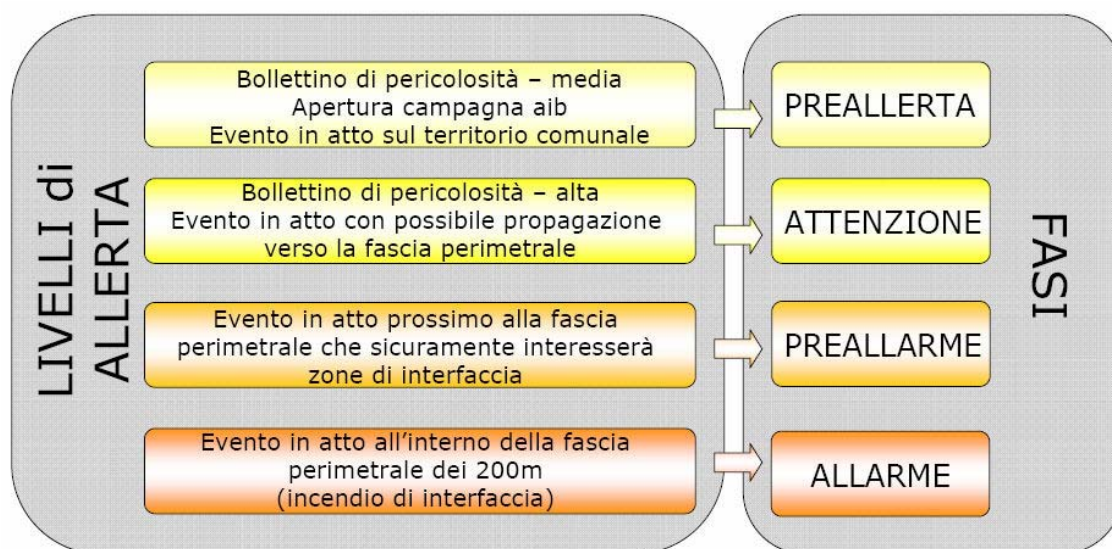 LIVELLI di
ALLERTA
Bollettino di pericolosità – media
Apertura campagna aib
Evento in atto sul territorio comunale
PREALLERTA
Bollettino di pericolosità – alta
Evento in atto con possibile propagazione
verso la fascia perimetrale
ATTENZIONE
Evento in atto prossimo alla fascia
perimetrale che sicuramente interesserà
zone di interfaccia
PREALLARME
Evento in atto all'interno della fascia
perimetrale dei 200m
(incendio di interfaccia)
ALLARME
FASI